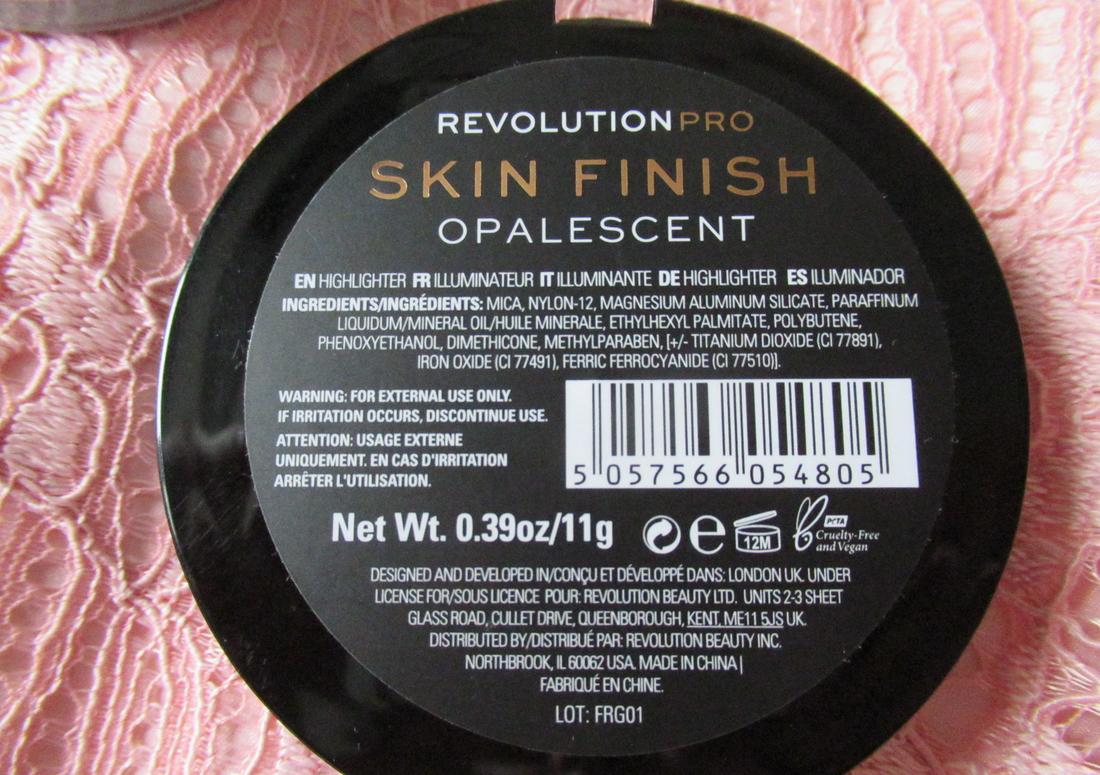 REVOLUTIONPRO
SKIN FINISH
OPALESCENT
EN HIGHLIGHTER FR ILLUMINATEUR IT ILLUMINANTE DE HIGHLIGHTER ES ILUMINADOR
INGREDIENTS/INGRÉDIENTS: MICA, NYLON-12, MAGNESIUM ALUMINUM SILICATE, PARAFFINUM
LIQUIDUM/MINERAL OIL/HUILE MINERALE, ETHYLHEXYL PALMITATE, POLYBUTENE,
PHENOXYETHANOL, DIMETHICONE, METHYLPARABEN, [+/- TITANIUM DIOXIDE (CI 77891),
IRON OXIDE (CI 77491), FERRIC FERROCYANIDE (CI 77510)].
WARNING: FOR EXTERNAL USE ONLY.
IF IRRITATION OCCURS, DISCONTINUE USE.
ATTENTION: USAGE EXTERNE
UNIQUEMENT. EN CAS D'IRRITATION
ARRÊTER L'UTILISATION.
5 057566 054805
Net Wt. 0.39oz/11g
e
12M
PETA
Cruelty-Free
and Vegan
DESIGNED AND DEVELOPED IN/CONÇU ET DÉVELOPPÉ DANS: LONDON UK. UNDER
LICENSE FOR/SOUS LICENCE POUR: REVOLUTION BEAUTY LTD. UNITS 2-3 SHEET
GLASS ROAD, CULLET DRIVE, QUEENBOROUGH, KENT, ME11 5JS UK.
DISTRIBUTED BY/DISTRIBUÉ PAR: REVOLUTION BEAUTY INC.
NORTHBROOK, IL 60062 USA. MADE IN CHINA |
FABRIQUÉ EN CHINE.
LOT: FRG01